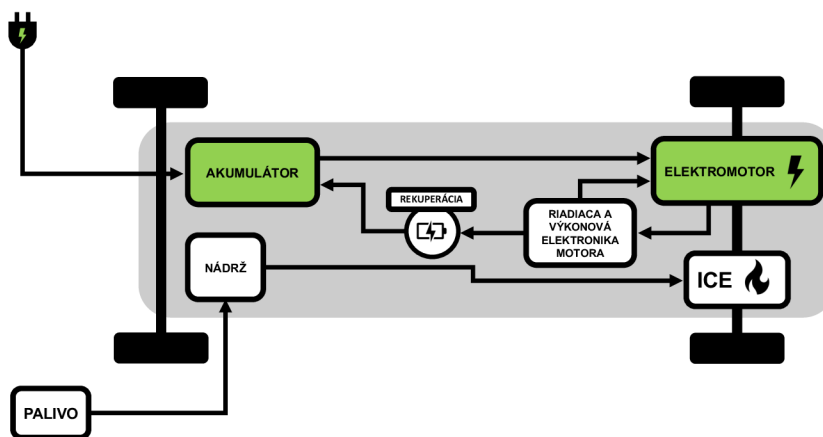 AKUMULÁTOR
ELEKTROMOTOR
REKUPERÁCIA
RIADIACA A
VÝKONOVÁ
ELEKTRONIKA
MOTORA
NÁDRŽ
ICE
PALIVO